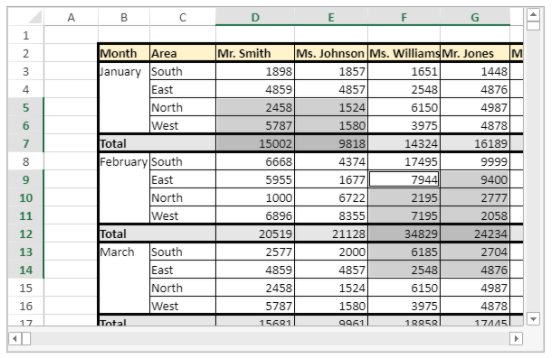 A B C D E F G
1
2 Month Area Mr. Smith Ms. Johnson Ms. Williams Mr. Jones M
3 January South 1898 1857 1651 1448
4 East 4859 4857 2548 4876
5 North 2458 1524 6150 4987
6 West 5787 1580 3975 4878
7 Total 15002 9818 14324 16189
8 February South 6668 4374 17495 9999
9 East 5955 1677 7944 9400
10 North 1000 6722 2195 2777
11 West 6896 8355 7195 2058
12 Total 20519 21128 34829 24234
13 March South 2577 2000 6185 2704
14 East 4859 4857 2548 4876
15 North 2458 1524 6150 4987
16 West 5787 1580 3975 4878
17 Total 15681 9961 18858 17445